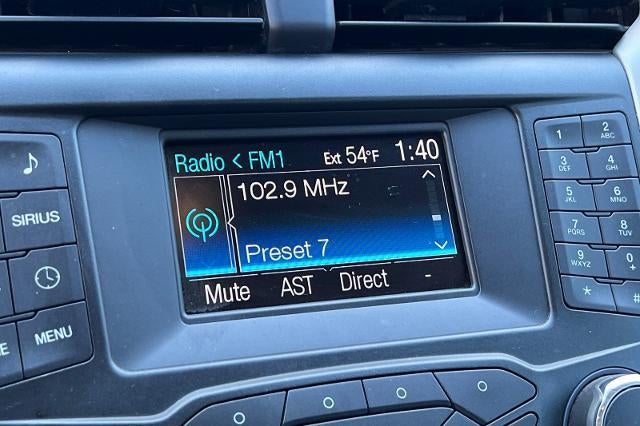 Radio < FM1 Ext 54°F 1:40
102.9 MHz
Preset 7
Mute AST Direct -
SIRIUS
MENU
1 2 ABC
3 DEF 4 GHI
5 JKL 6 MNO
7 PQRS 8 TUV
9 WXYZ 0 +
* #